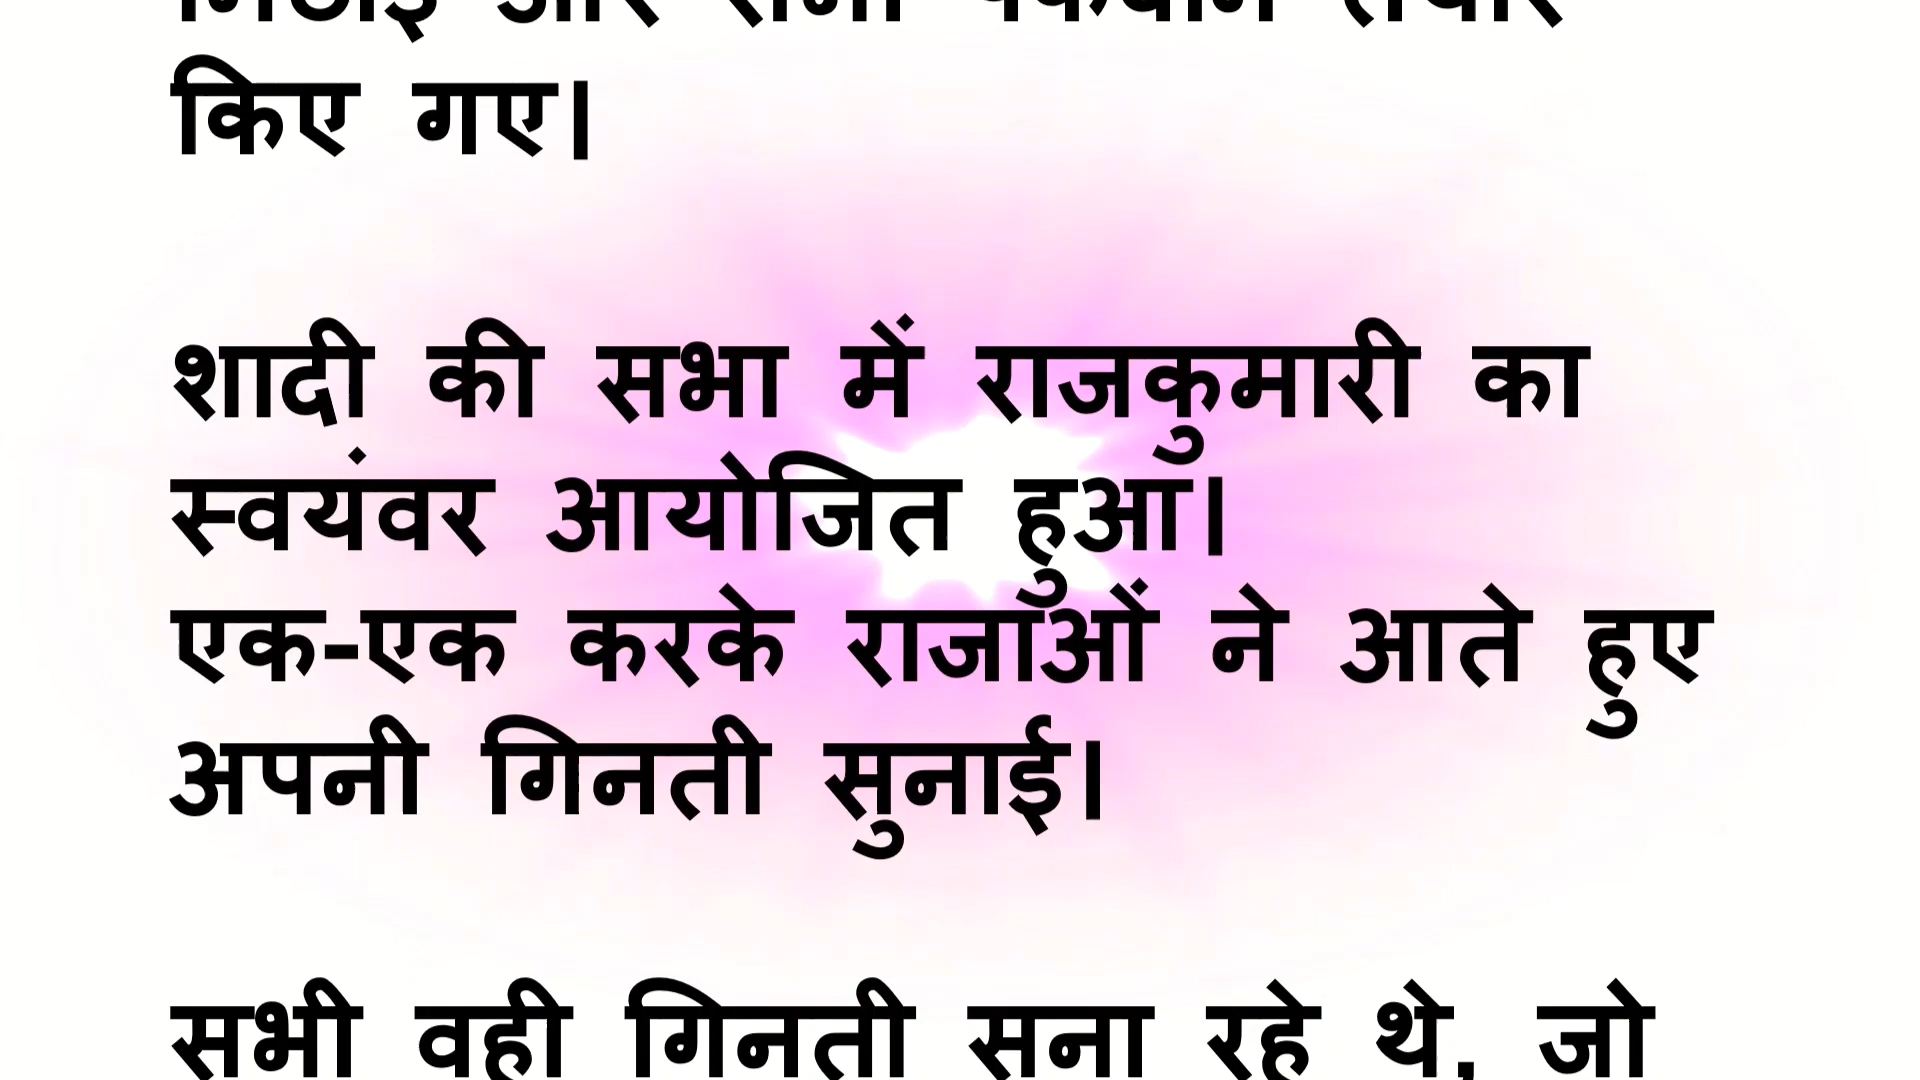 किए गए।
शादी की सभा में राजकुमारी का
स्वयंवर आयोजित हुआ।
एक-एक करके राजाओं ने आते हुए
अपनी गिनती सुनाई।
सभी वही गिनती सुना रहे थे, जो